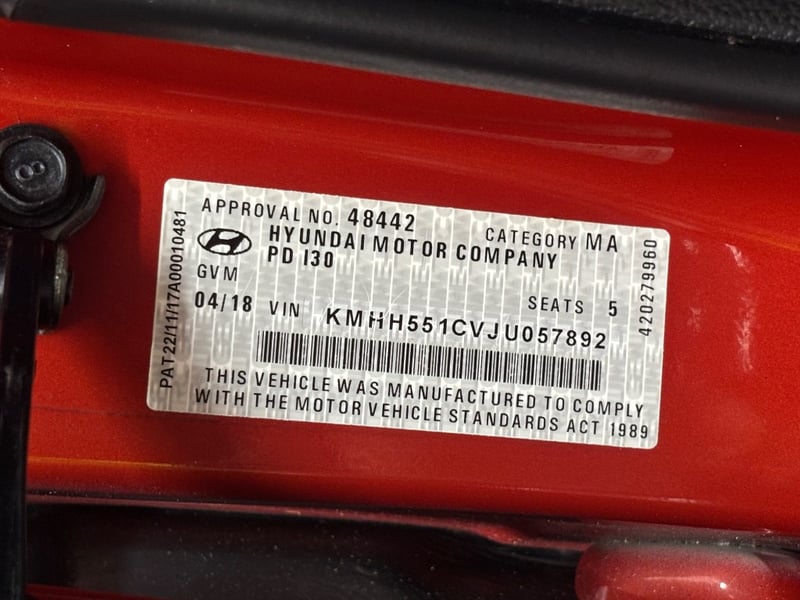 APPROVAL NO. 48442 CATEGORY MA
HYUNDAI MOTOR COMPANY
PD I30
GVM
04/18 VIN KMHH551CVJU057892 SEATS 5
THIS VEHICLE WAS MANUFACTURED TO COMPLY
WITH THE MOTOR VEHICLE STANDARDS ACT 1989
PAT22/11/17A00010481
420279960